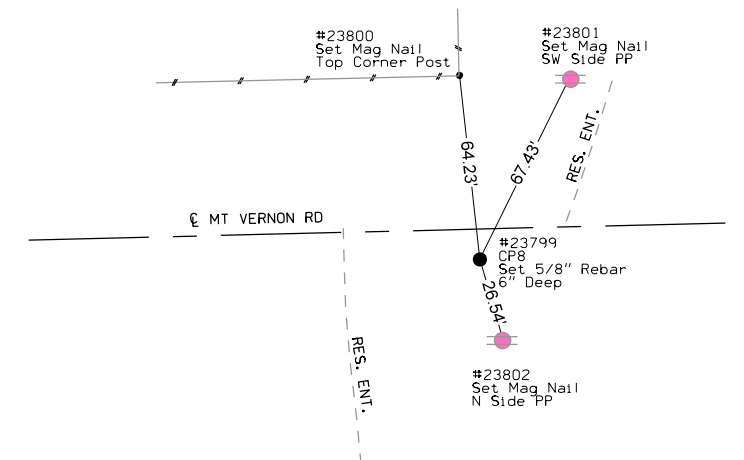 #23800
Set Mag Nail
Top Corner Post
#23801
Set Mag Nail
SW Side PP
64.23'
67.43'
RES. ENT.
℄ MT VERNON RD
#23799
CP8
Set 5/8" Rebar
6" Deep
26.54'
RES. ENT.
#23802
Set Mag Nail
N Side PP